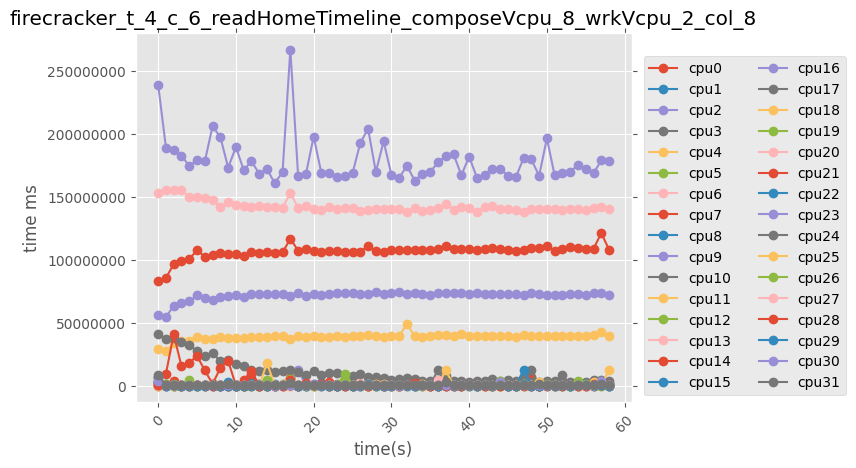 firecracker_t_4_c_6_readHomeTimeline_composeVcpu_8_wrkVcpu_2_col_8
time ms
250000000
200000000
150000000
100000000
50000000
0
0
10
20
30
40
50
60
time(s)
cpu0
cpu1
cpu2
cpu3
cpu4
cpu5
cpu6
cpu7
cpu8
cpu9
cpu10
cpu11
cpu12
cpu13
cpu14
cpu15
cpu16
cpu17
cpu18
cpu19
cpu20
cpu21
cpu22
cpu23
cpu24
cpu25
cpu26
cpu27
cpu28
cpu29
cpu30
cpu31